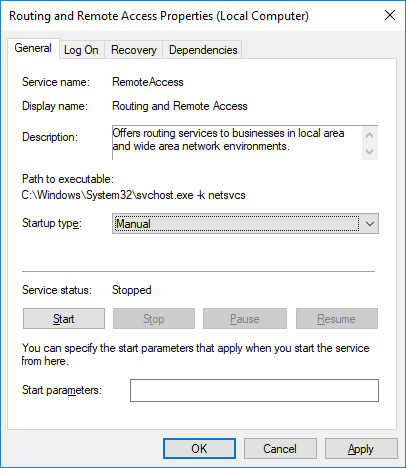 Routing and Remote Access Properties (Local Computer)
General Log On Recovery Dependencies
Service name: RemoteAccess
Display name: Routing and Remote Access
Description: Offers routing services to businesses in local area
and wide area network environments.
Path to executable:
C:\Windows\System32\svchost.exe -k netsvcs
Startup type: Manual
Service status: Stopped
Start Stop Pause Resume
You can specify the start parameters that apply when you start the service
from here.
Start parameters:
OK Cancel Apply